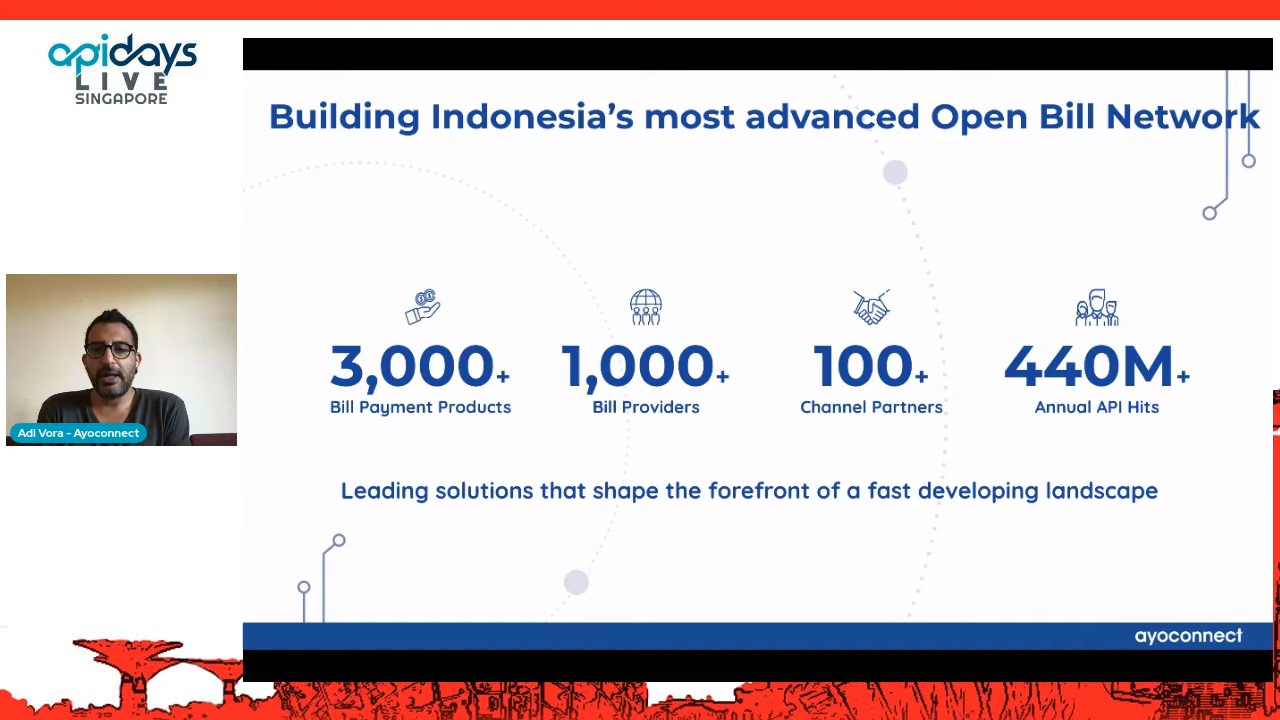 apidays
LIVE
SINGAPORE
Building Indonesia's most advanced Open Bill Network
3,000+
Bill Payment Products
1,000+
Bill Providers
100+
Channel Partners
440M+
Annual API Hits
Leading solutions that shape the forefront of a fast developing landscape
Adi Vora - Ayoconnect
ayoconnect